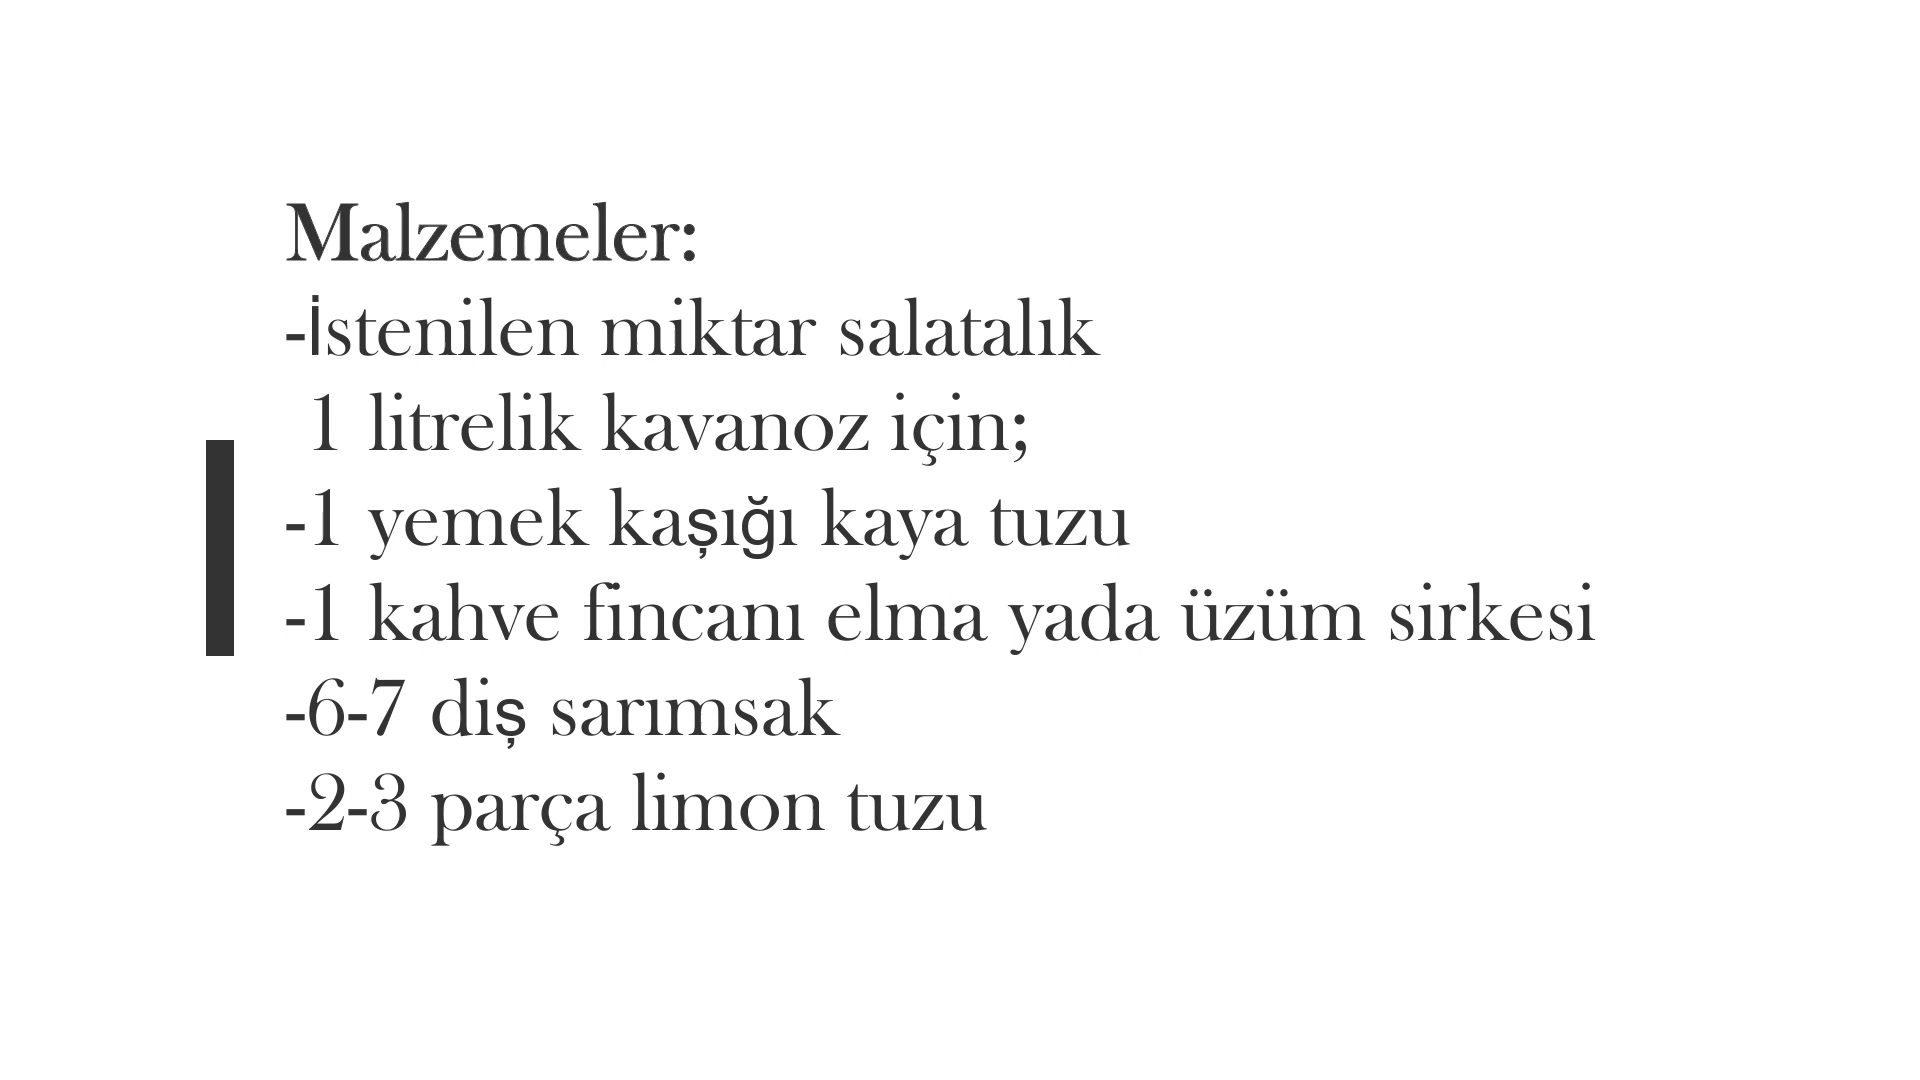 Malzemeler:
-İstenilen miktar salatalık
1 litrelik kavanoz için;
-1 yemek kaşığı kaya tuzu
-1 kahve fincanı elma yada üzüm sirkesi
-6-7 diş sarımsak
-2-3 parça limon tuzu